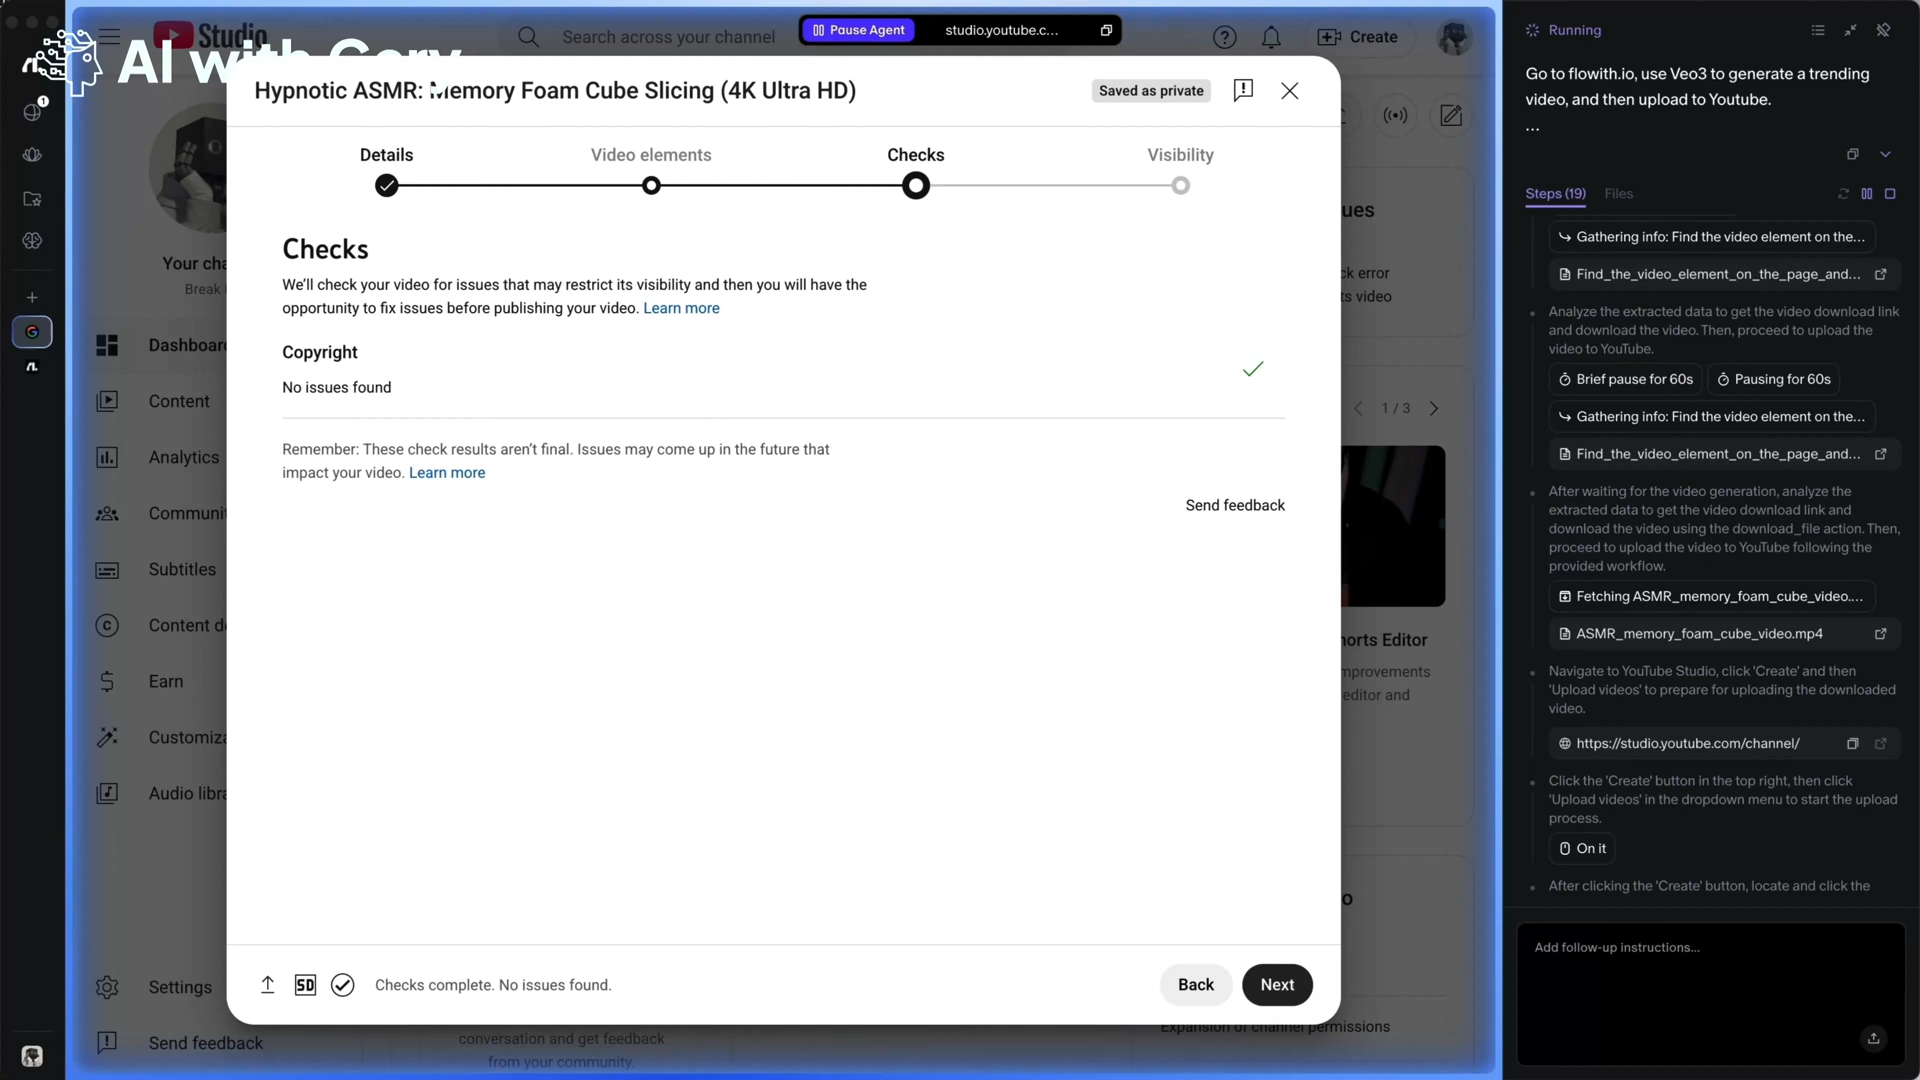 Studio
AI with Gary
Search across your channel
Pause Agent
studio.youtube.c...
Create
Hypnotic ASMR: Memory Foam Cube Slicing (4K Ultra HD)
Saved as private
1
Details
Video elements
Checks
Visibility
Checks
We'll check your video for issues that may restrict its visibility and then you will have the
opportunity to fix issues before publishing your video. Learn more
Copyright
No issues found
Remember: These check results aren't final. Issues may come up in the future that
impact your video. Learn more
Send feedback
Checks complete. No issues found.
Back
Next
SD
Your cha
Break
Dashboard
Content
Analytics
Communi
Subtitles
Content de
Earn
Customiza
Audio libra
Settings
Send feedback
conversation and get feedback
from your community.
ues
ck error
ts video
1 / 3
horts Editor
mprovements
editor and
o
Expansion of channel permissions
Running
Go to flowith.io, use Veo3 to generate a trending
video, and then upload to Youtube.
...
Steps (19)
Files
Gathering info: Find the video element on the...
Find_the_video_element_on_the_page_and...
Analyze the extracted data to get the video download link
and download the video. Then, proceed to upload the
video to YouTube.
Brief pause for 60s
Pausing for 60s
Gathering info: Find the video element on the...
Find_the_video_element_on_the_page_and...
After waiting for the video generation, analyze the
extracted data to get the video download link and
download the video using the download_file action. Then,
proceed to upload the video to YouTube following the
provided workflow.
Fetching ASMR_memory_foam_cube_video....
ASMR_memory_foam_cube_video.mp4
Navigate to YouTube Studio, click 'Create' and then
'Upload videos' to prepare for uploading the downloaded
video.
https://studio.youtube.com/channel/
Click the 'Create' button in the top right, then click
'Upload videos' in the dropdown menu to start the upload
process.
On it
After clicking the 'Create' button, locate and click the
Add follow-up instructions...